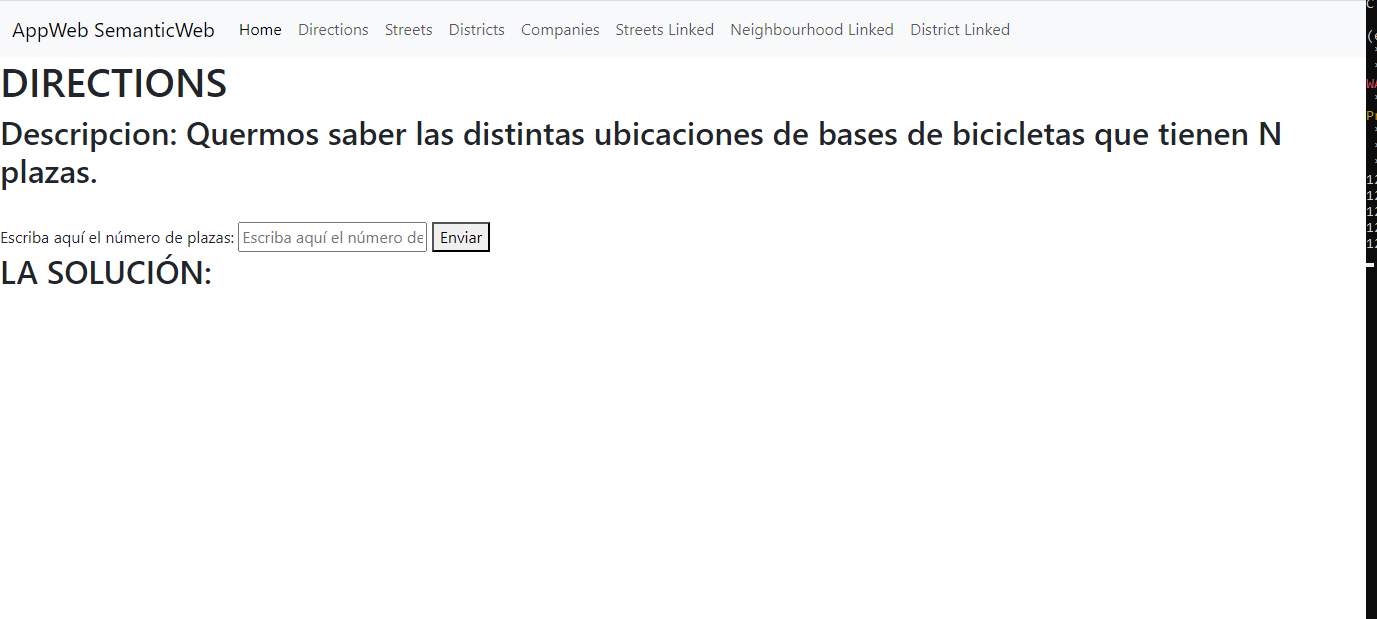 AppWeb SemanticWeb Home Directions Streets Districts Companies Streets Linked Neighbourhood Linked District Linked
DIRECTIONS
Descripcion: Quermos saber las distintas ubicaciones de bases de bicicletas que tienen N
plazas.
Escriba aquí el número de plazas: Escriba aquí el número de Enviar
LA SOLUCIÓN: